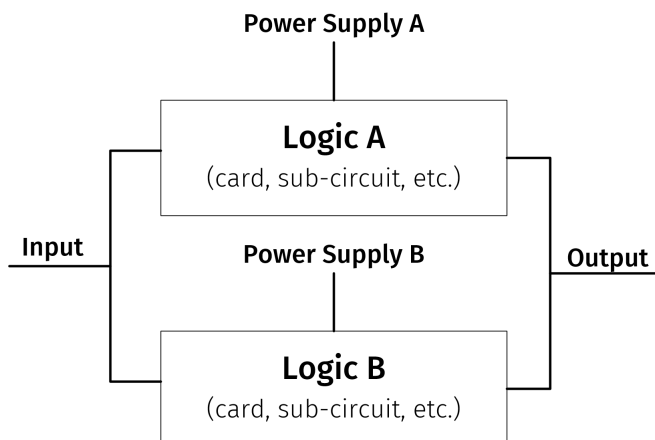 Power Supply A
Logic A
(card, sub-circuit, etc.)
Input
Power Supply B
Output
Logic B
(card, sub-circuit, etc.)